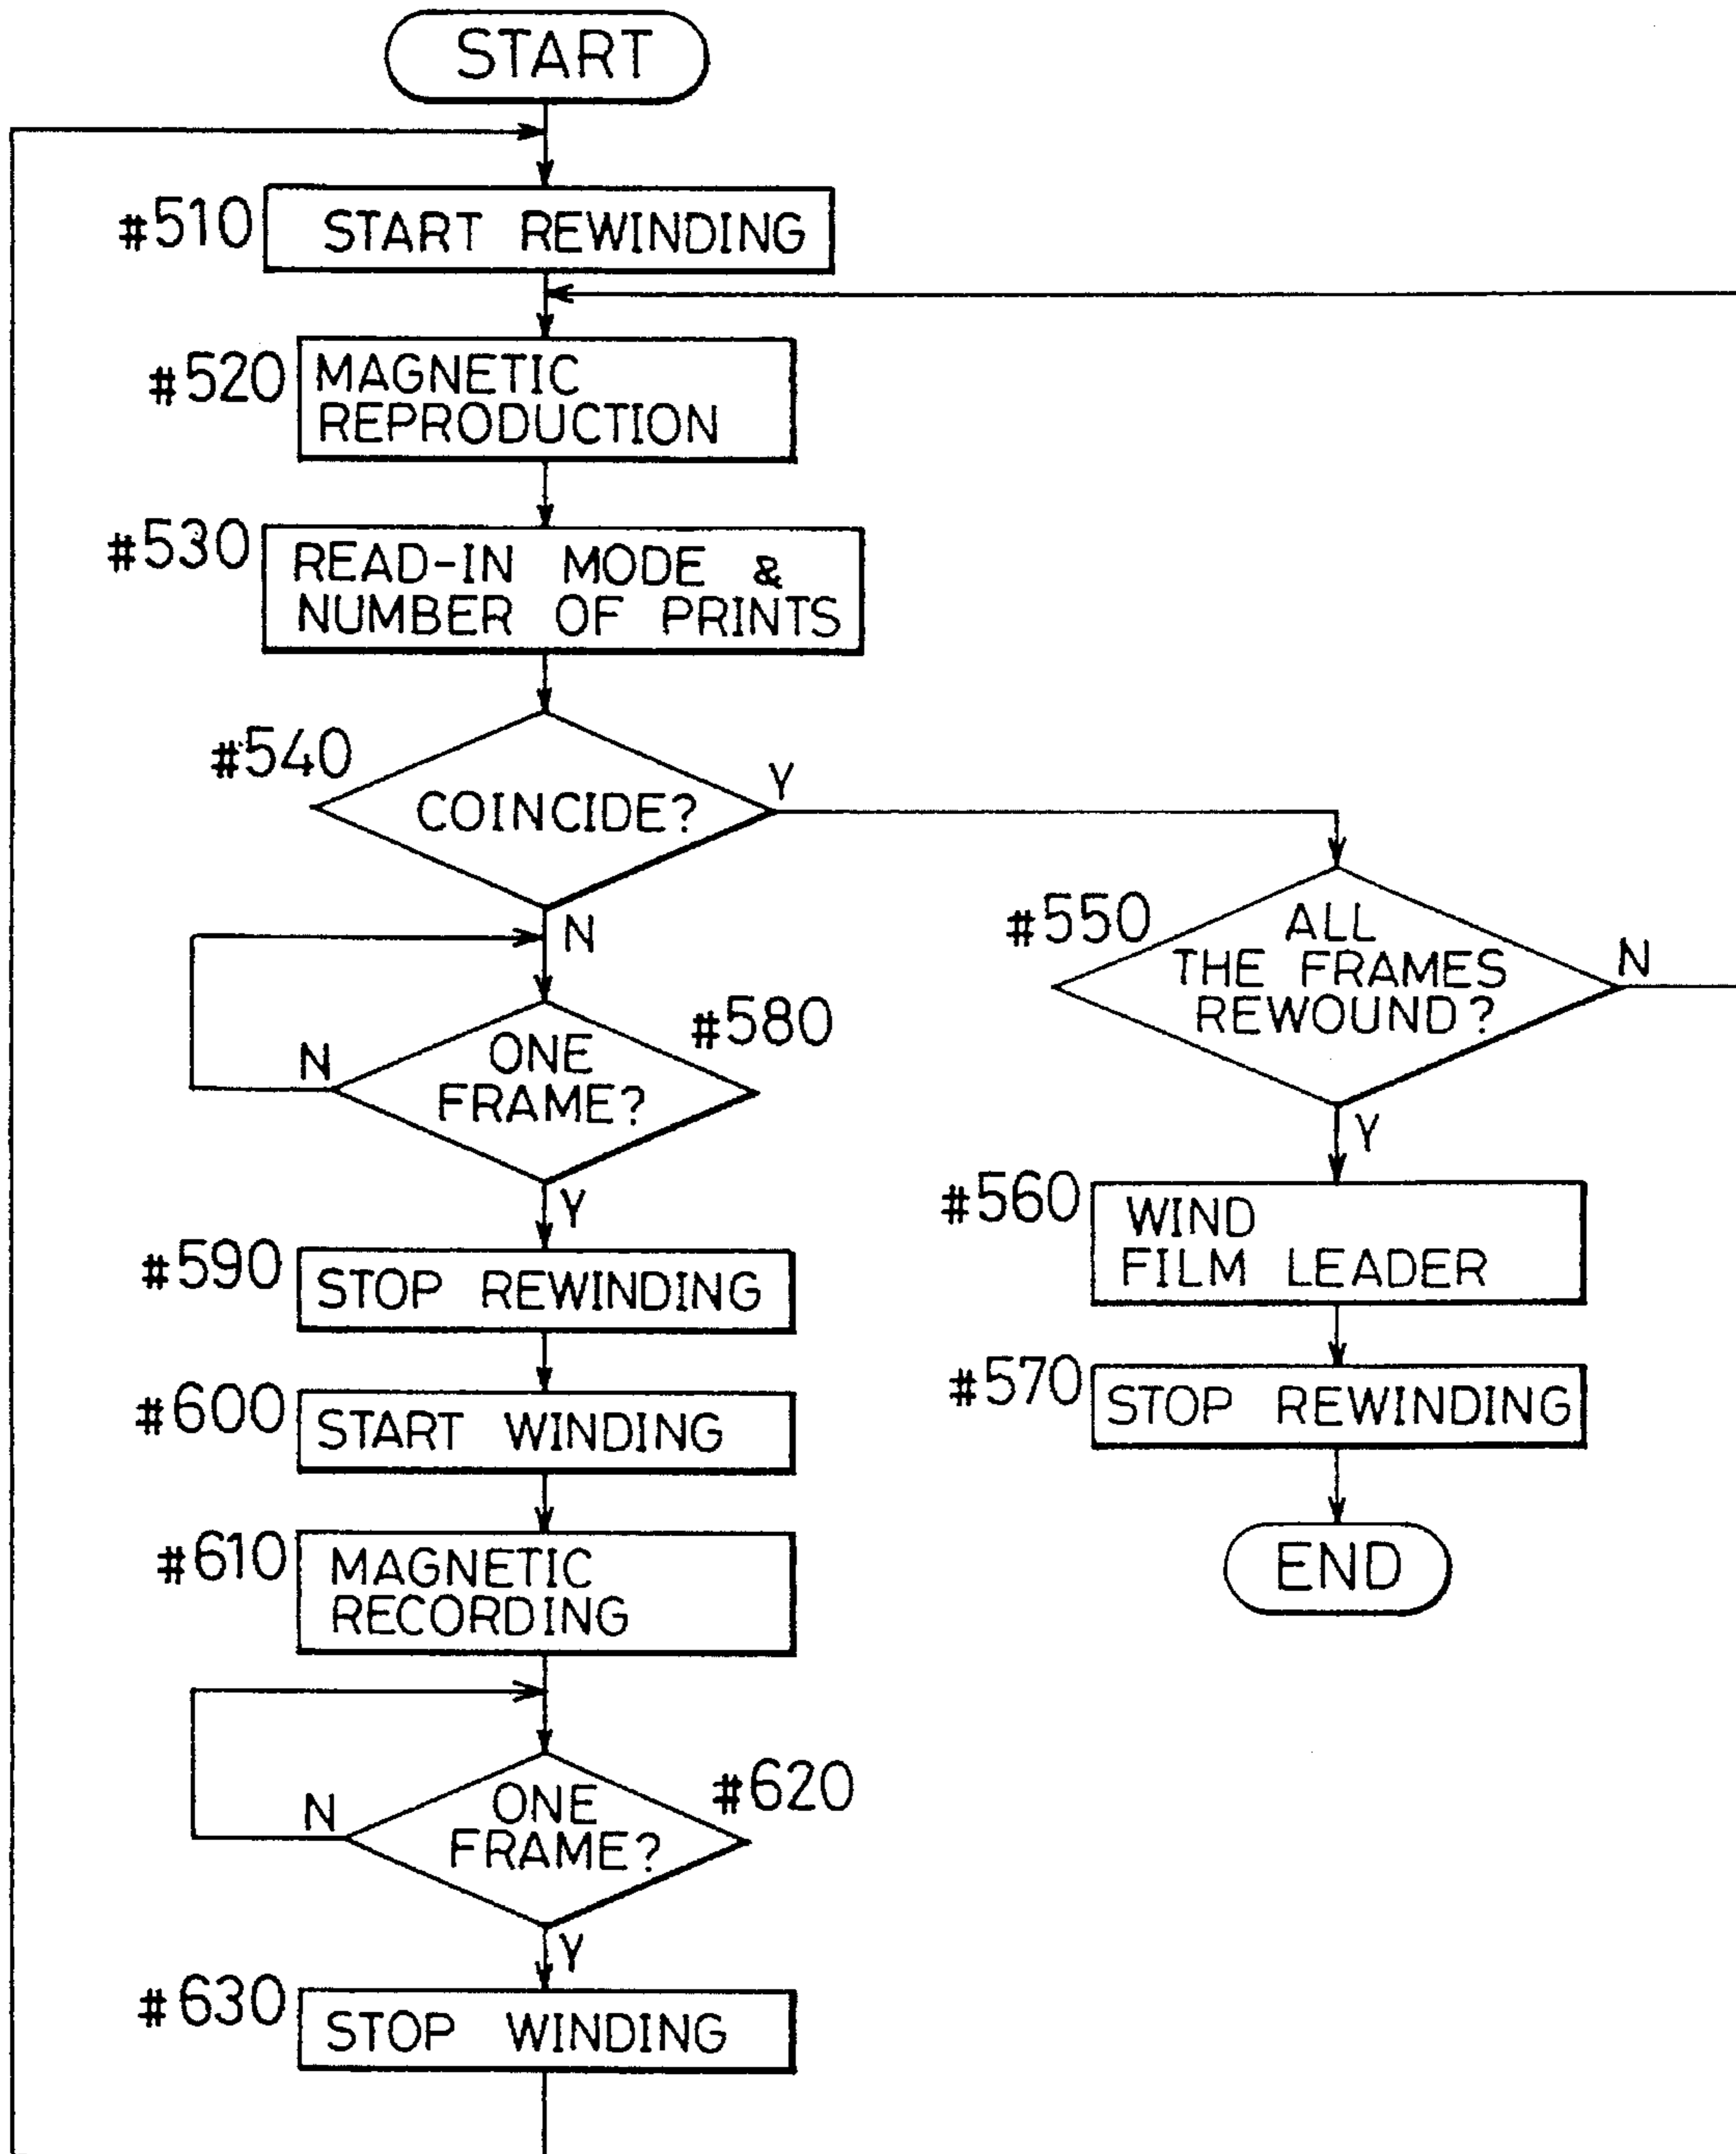 START
#510
START REWINDING
#520
MAGNETIC
REPRODUCTION
#530
READ-IN MODE &
NUMBER OF PRINTS
#540
COINCIDE?
Y
N
#550
ALL
THE FRAMES
REWOUND?
N
Y
#560
WIND
FILM LEADER
#570
STOP REWINDING
END
#580
ONE
FRAME?
N
Y
#590
STOP REWINDING
#600
START WINDING
#610
MAGNETIC
RECORDING
#620
ONE
FRAME?
N
Y
#630
STOP WINDING